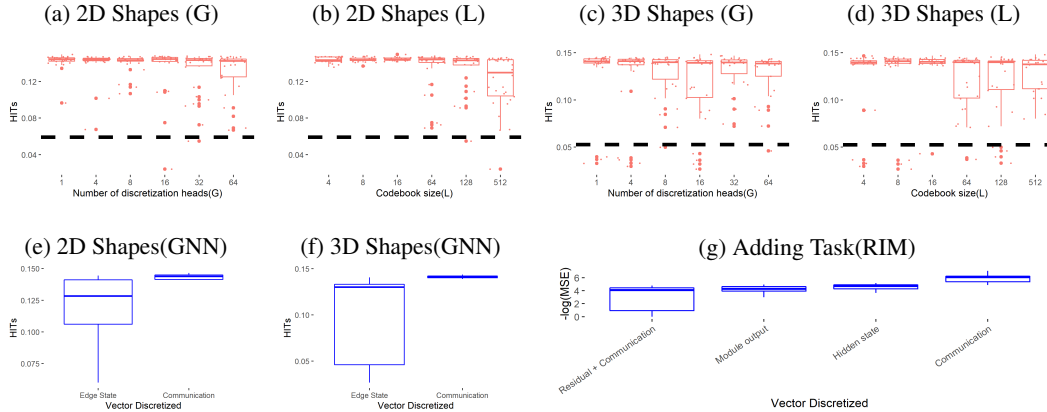 (a) 2D Shapes (G)
HITs
0.12
0.08
0.04
1 4 8 16 32 64
Number of discretization heads(G)
(b) 2D Shapes (L)
HITs
0.12
0.08
0.04
4 8 16 64 128 512
Codebook size(L)
(c) 3D Shapes (G)
HITs
0.15
0.10
0.05
1 4 8 16 32 64
Number of discretization heads(G)
(d) 3D Shapes (L)
HITs
0.15
0.10
0.05
4 8 16 64 128 512
Codebook size(L)
(e) 2D Shapes(GNN)
HITs
0.150
0.125
0.100
0.075
Edge State Communication
Vector Discretized
(f) 3D Shapes(GNN)
HITs
0.15
0.10
0.05
Edge State Communication
Vector Discretized
(g) Adding Task(RIM)
-log(MSE)
6
4
2
0
Residual + Communication
Module output
Hidden state
Communication
Vector Discretized